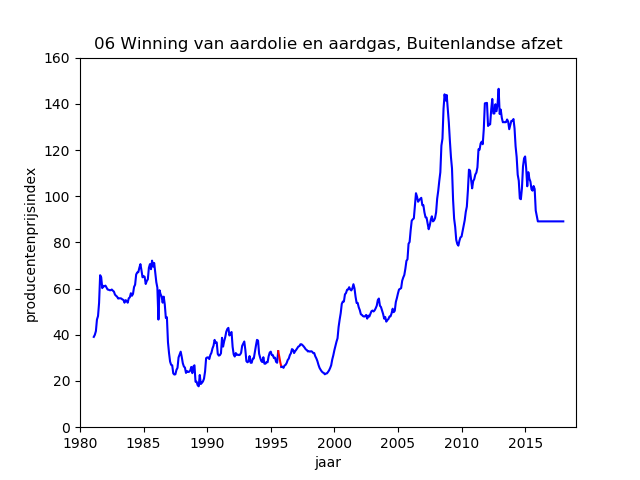 06 Winning van aardolie en aardgas, Buitenlandse afzet
160
140
120
100
80
60
40
20
0
producentenprijsindex
1980 1985 1990 1995 2000 2005 2010 2015
jaar